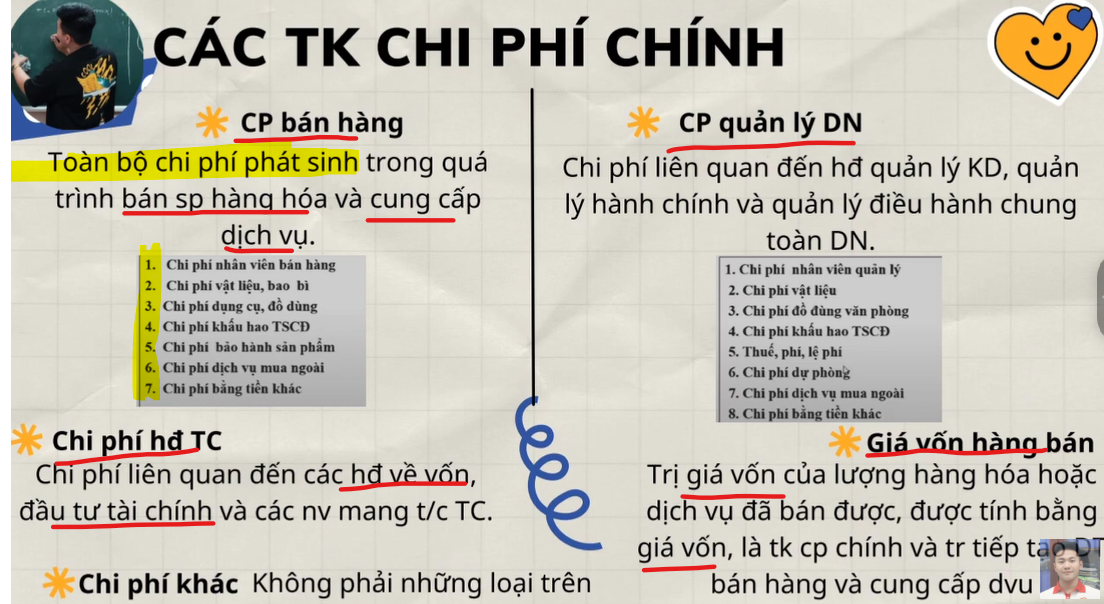 CÁC TK CHI PHÍ CHÍNH
CP bán hàng
Toàn bộ chi phí phát sinh trong quá
trình bán sp hàng hóa và cung cấp
dịch vụ.
1. Chi phí nhân viên bán hàng
2. Chi phí vật liệu, bao bì
3. Chi phí dụng cụ, đồ dùng
4. Chi phí khấu hao TSCĐ
5. Chi phí bảo hành sản phẩm
6. Chi phí dịch vụ mua ngoài
7. Chi phí bằng tiền khác
CP quản lý DN
Chi phí liên quan đến hđ quản lý KD, quản
lý hành chính và quản lý điều hành chung
toàn DN.
1. Chi phí nhân viên quản lý
2. Chi phí vật liệu
3. Chi phí đồ dùng văn phòng
4. Chi phí khấu hao TSCĐ
5. Thuế, phí, lệ phí
6. Chi phí dự phòng
7. Chi phí dịch vụ mua ngoài
8. Chi phí bằng tiền khác
Chi phí hđ TC
Chi phí liên quan đến các hđ về vốn,
đầu tư tài chính và các nv mang t/c TC.
Chi phí khác Không phải những loại trên
Giá vốn hàng bán
Trị giá vốn của lượng hàng hóa hoặc
dịch vụ đã bán được, được tính bằng
giá vốn, là tk cp chính và tr tiếp tạo DT
bán hàng và cung cấp dvu